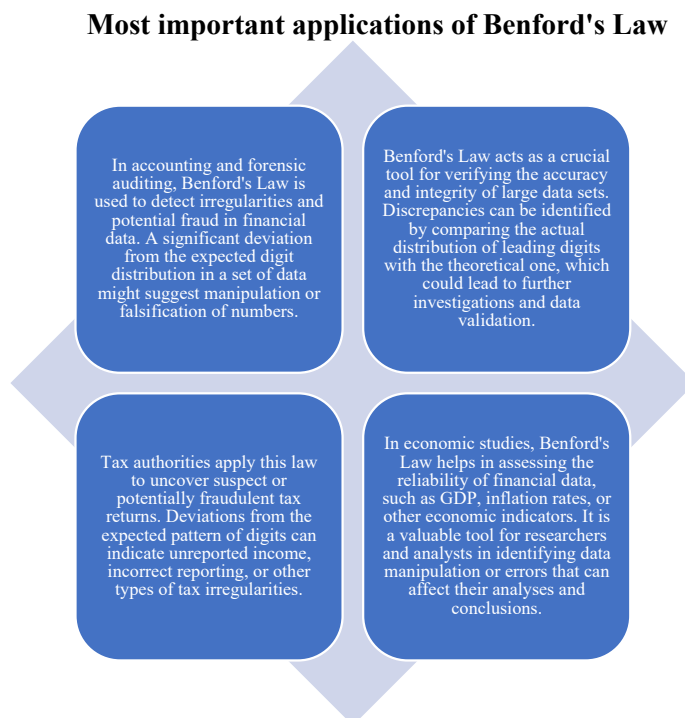 Most important applications of Benford's Law
In accounting and forensic
auditing, Benford's Law is
used to detect irregularities and
potential fraud in financial
data. A significant deviation
from the expected digit
distribution in a set of data
might suggest manipulation or
falsification of numbers.
Benford's Law acts as a crucial
tool for verifying the accuracy
and integrity of large data sets.
Discrepancies can be identified
by comparing the actual
distribution of leading digits
with the theoretical one, which
could lead to further
investigations and data
validation.
Tax authorities apply this law
to uncover suspect or
potentially fraudulent tax
returns. Deviations from the
expected pattern of digits can
indicate unreported income,
incorrect reporting, or other
types of tax irregularities.
In economic studies, Benford's
Law helps in assessing the
reliability of financial data,
such as GDP, inflation rates, or
other economic indicators. It is
a valuable tool for researchers
and analysts in identifying data
manipulation or errors that can
affect their analyses and
conclusions.